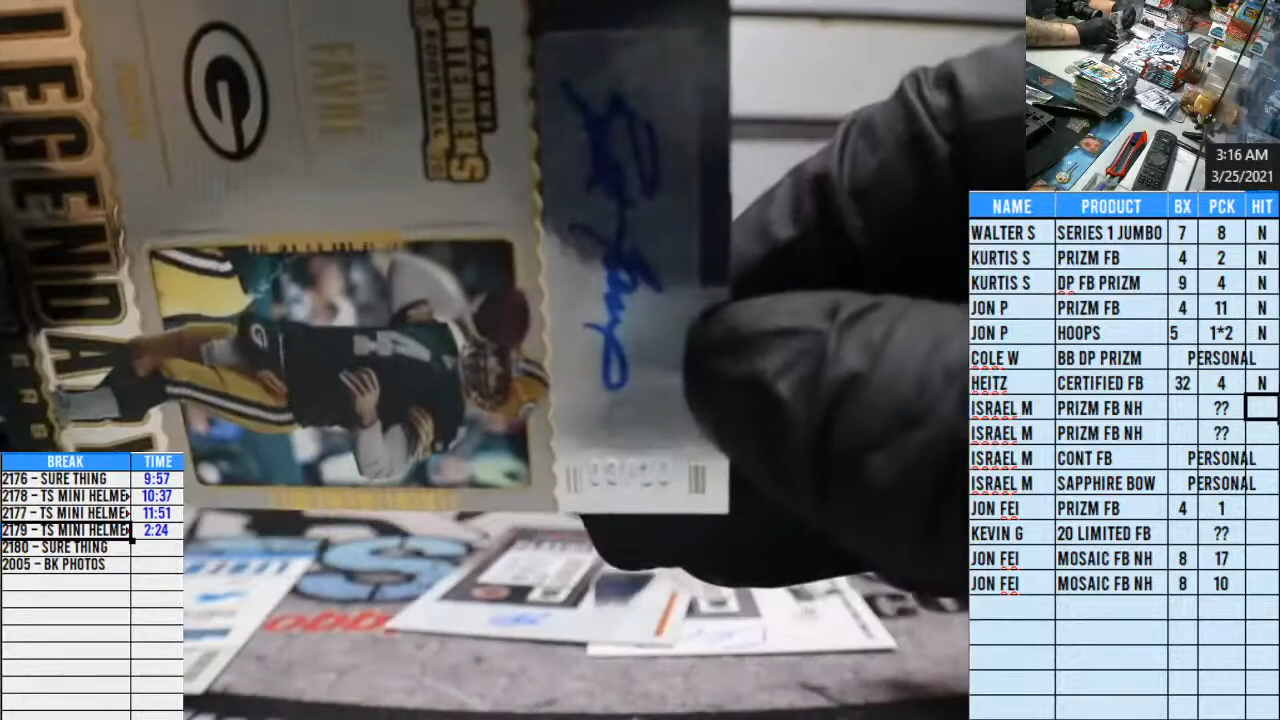 LEGENDARY
FAVRE
PANINI
CONTENDERS
FOOTBALL
G
4
3:16 AM
3/25/2021
NAME PRODUCT BX PCK HIT
WALTER S SERIES 1 JUMBO 7 8 N
KURTIS S PRIZM FB 4 2 N
KURTIS S DP FB PRIZM 9 4 N
JON P PRIZM FB 4 11 N
JON P HOOPS 5 1*2 N
COLE W BB DP PRIZM PERSONAL
HEITZ CERTIFIED FB 32 4 N
ISRAEL M PRIZM FB NH ??
ISRAEL M PRIZM FB NH ??
ISRAEL M CONT FB PERSONAL
ISRAEL M SAPPHIRE BOW PERSONAL
JON FEI PRIZM FB 4 1
KEVIN G 20 LIMITED FB ??
JON FEI MOSAIC FB NH 8 17
JON FEI MOSAIC FB NH 8 10
BREAK TIME
2176 - SURE THING 9:57
2178 - TS MINI HELME 10:37
2177 - TS MINI HELME 11:51
2179 - TS MINI HELME 2:24
2180 - SURE THING
2005 - BK PHOTOS